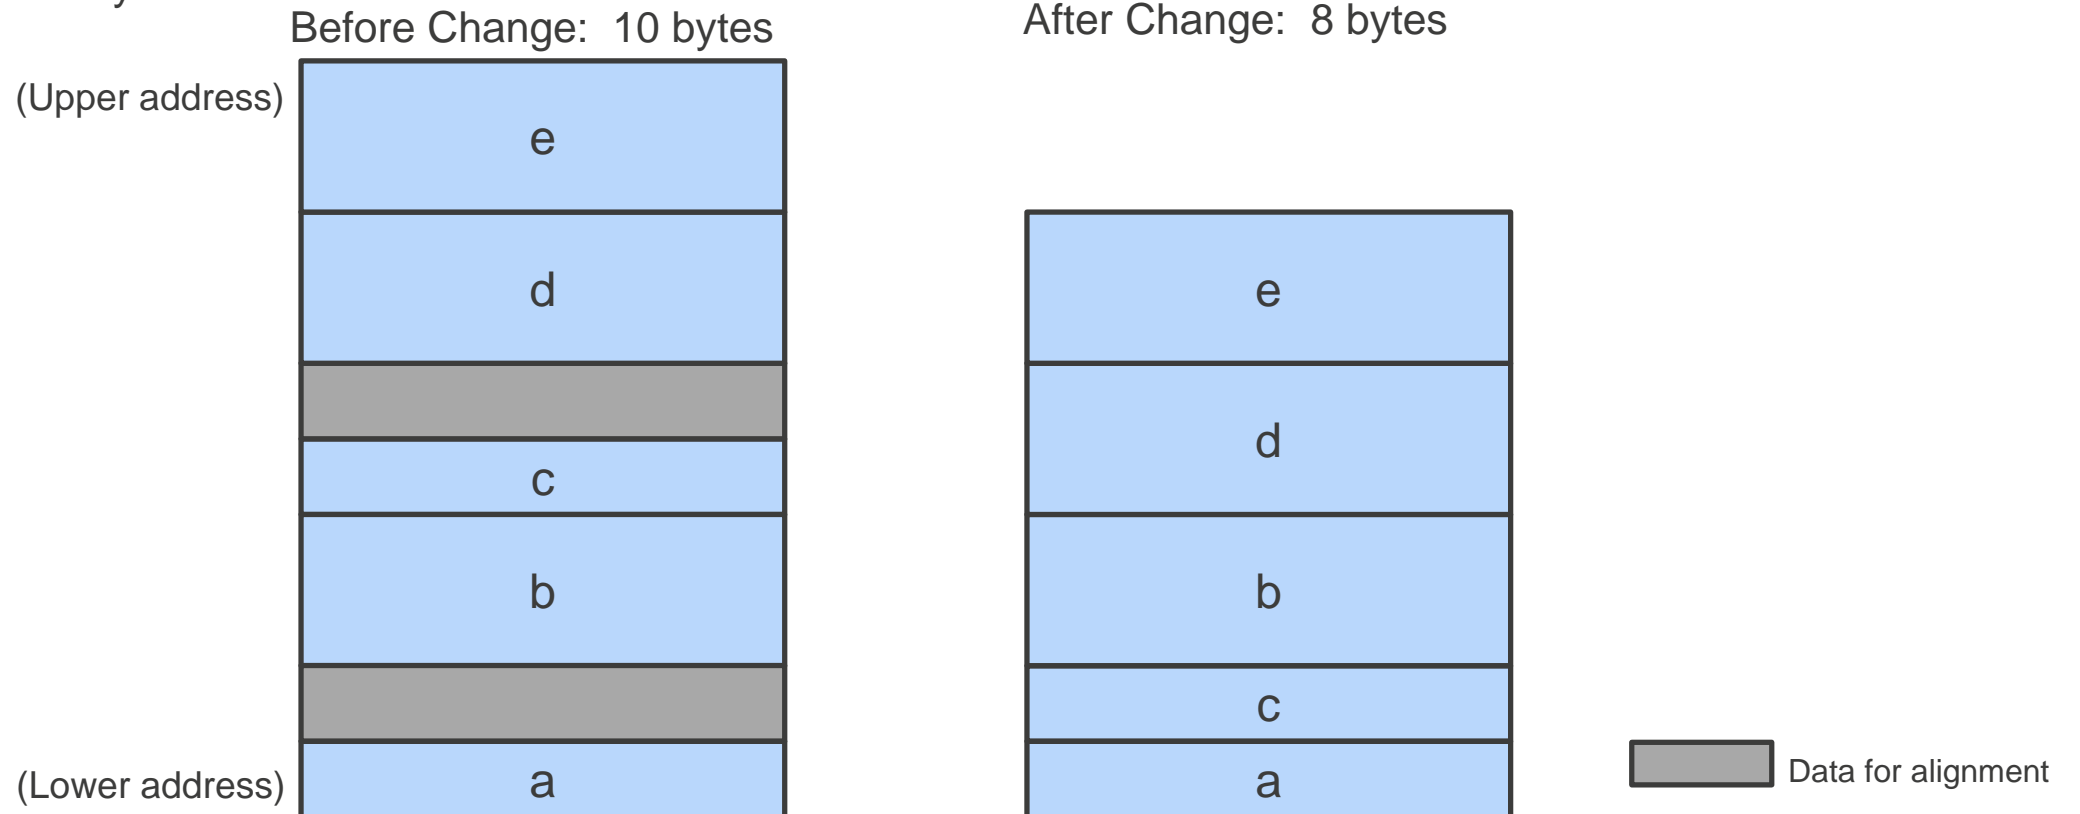 Before Change:  10 bytes
After Change:  8 bytes
(Upper address)
e
d
c
b
a
e
d
b
c
a
(Lower address)
Data for alignment